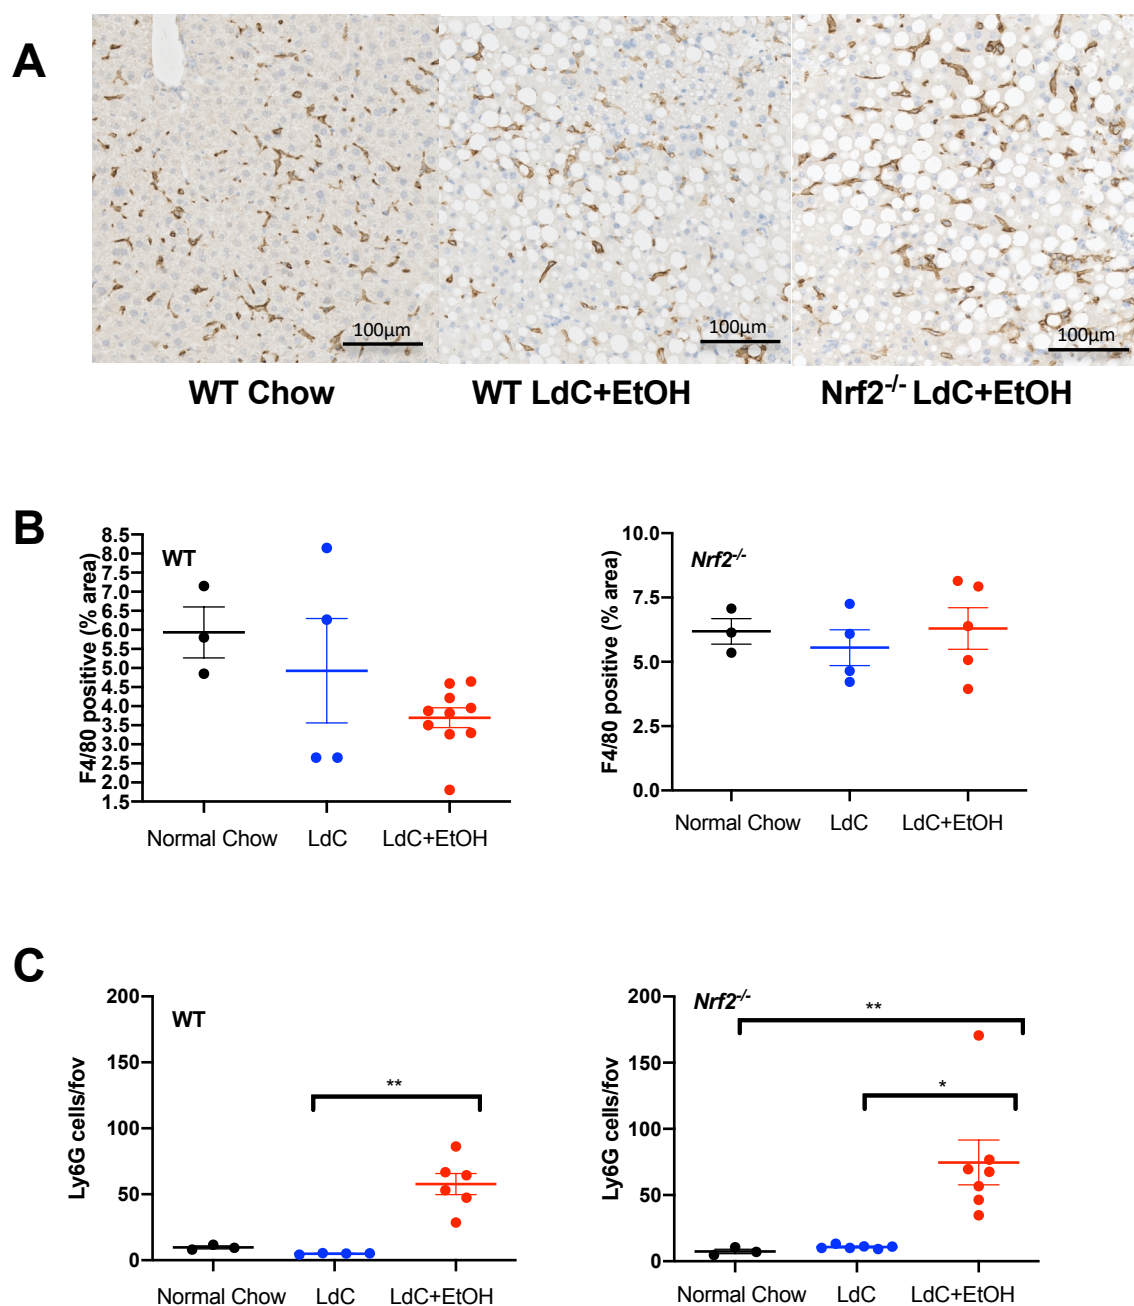 A
100µm
100µm
100µm
WT Chow
WT LdC+EtOH
Nrf2-/- LdC+EtOH
B
F4/80 positive (% area)
8.5
8.0
7.5
7.0
6.5
6.0
5.5
5.0
4.5
4.0
3.5
3.0
2.5
2.0
1.5
WT
Normal Chow
LdC
LdC+EtOH
F4/80 positive (% area)
10.0
7.5
5.0
2.5
0.0
Nrf2-/-
Normal Chow
LdC
LdC+EtOH
C
Ly6G cells/fov
200
150
100
50
0
WT
**
Normal Chow
LdC
LdC+EtOH
Ly6G cells/fov
200
150
100
50
0
Nrf2-/-
**
*
Normal Chow
LdC
LdC+EtOH